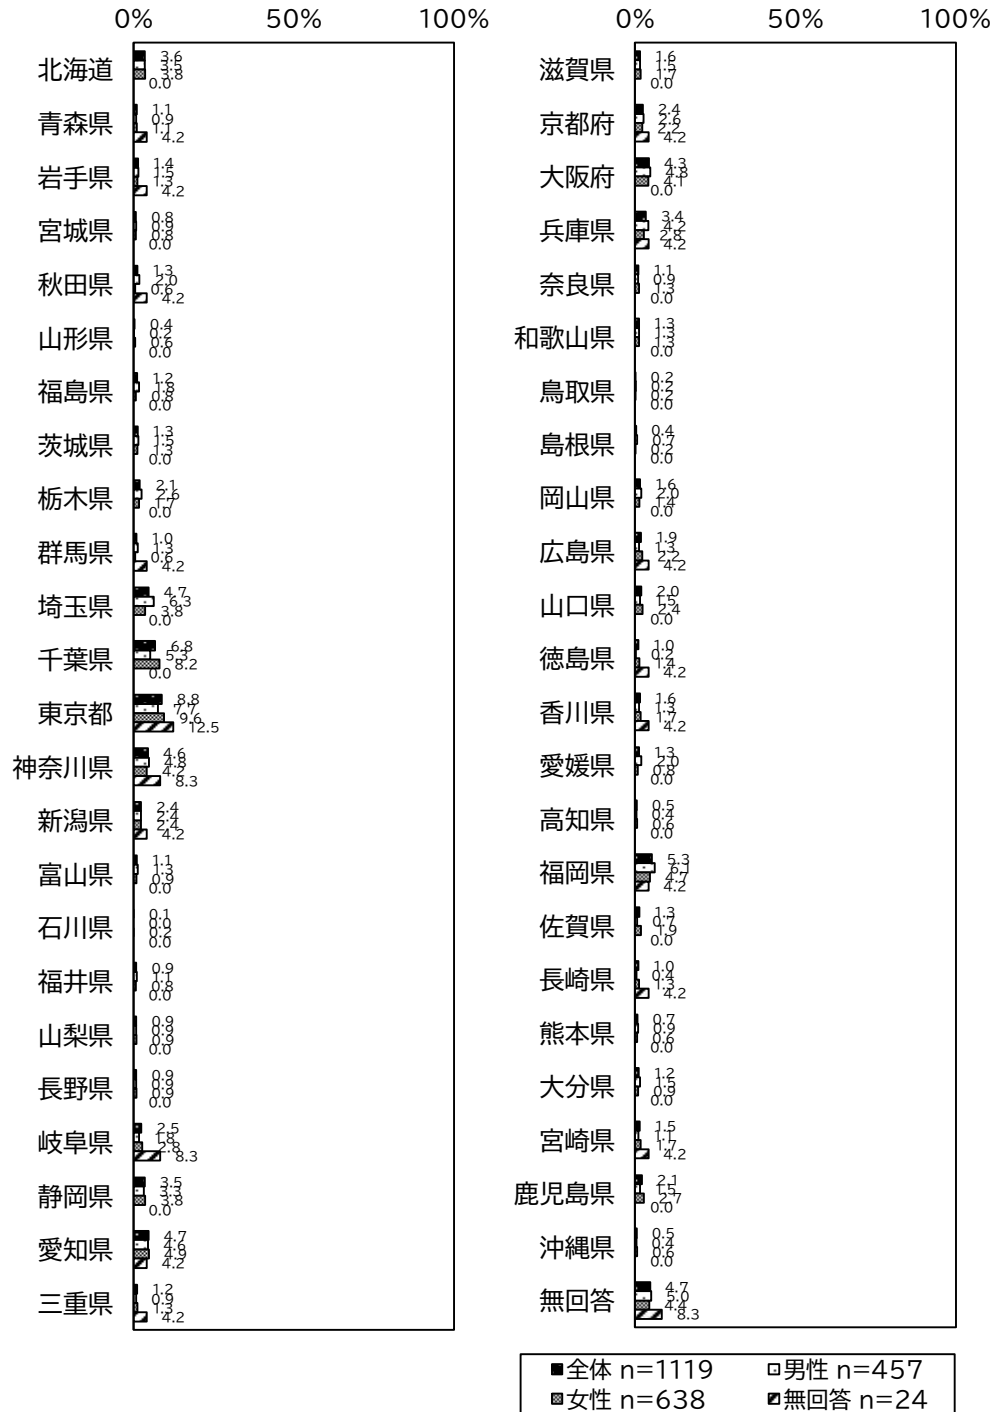 0% 50% 100%
北海道 3.6 3.5 3.8 0.0
青森県 1.1 0.9 1.1 4.2
岩手県 1.4 1.5 1.3 4.2
宮城県 0.8 0.9 0.8 0.0
秋田県 1.3 2.0 0.6 4.2
山形県 0.4 0.2 0.6 0.0
福島県 1.2 1.8 0.8 0.0
茨城県 1.3 1.5 1.3 0.0
栃木県 2.1 2.6 1.7 0.0
群馬県 1.0 1.3 0.6 4.2
埼玉県 4.7 6.3 3.8 0.0
千葉県 6.8 5.3 8.2 0.0
東京都 8.8 7.7 9.6 12.5
神奈川県 4.6 4.8 4.2 8.3
新潟県 2.4 2.4 2.4 4.2
富山県 1.1 1.3 0.9 0.0
石川県 0.1 0.0 0.2 0.0
福井県 0.9 1.1 0.8 0.0
山梨県 0.9 0.9 0.9 0.0
長野県 0.9 0.9 0.9 0.0
岐阜県 2.5 1.8 2.8 8.3
静岡県 3.5 3.3 3.8 0.0
愛知県 4.7 4.6 4.9 4.2
三重県 1.2 0.9 1.3 4.2
0% 50% 100%
滋賀県 1.6 1.5 1.7 0.0
京都府 2.4 2.6 2.2 4.2
大阪府 4.3 4.8 4.1 0.0
兵庫県 3.4 4.2 2.8 4.2
奈良県 1.1 0.9 1.3 0.0
和歌山県 1.3 1.3 1.3 0.0
鳥取県 0.2 0.2 0.2 0.0
島根県 0.4 0.7 0.2 0.0
岡山県 1.6 2.0 1.4 0.0
広島県 1.9 1.3 2.2 4.2
山口県 2.0 1.5 2.4 0.0
徳島県 1.0 0.2 1.4 4.2
香川県 1.6 1.3 1.7 4.2
愛媛県 1.3 2.0 0.8 0.0
高知県 0.5 0.4 0.6 0.0
福岡県 5.3 6.1 4.7 4.2
佐賀県 1.3 0.7 1.9 0.0
長崎県 1.0 0.4 1.3 4.2
熊本県 0.7 0.9 0.6 0.0
大分県 1.2 1.5 0.9 0.0
宮崎県 1.5 1.1 1.7 4.2
鹿児島県 2.1 1.5 2.7 0.0
沖縄県 0.5 0.4 0.6 0.0
無回答 4.7 5.0 4.4 8.3
全体 n=1119 男性 n=457
女性 n=638 無回答 n=24